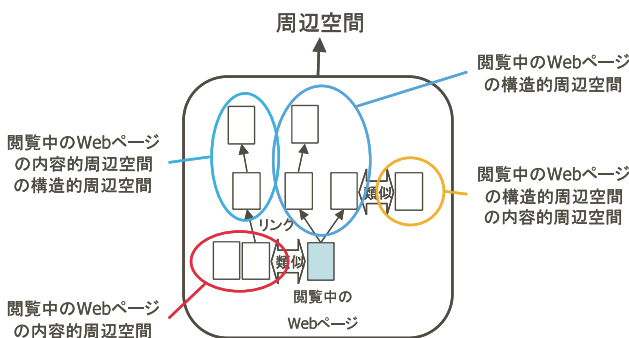 周辺空間
閲覧中のWebページ
の構造的周辺空間
閲覧中のWebページ
の内容的周辺空間
の構造的周辺空間
閲覧中のWebページ
の構造的周辺空間
の内容的周辺空間
類似
リンク
類似
閲覧中の
Webページ
閲覧中のWebページ
の内容的周辺空間